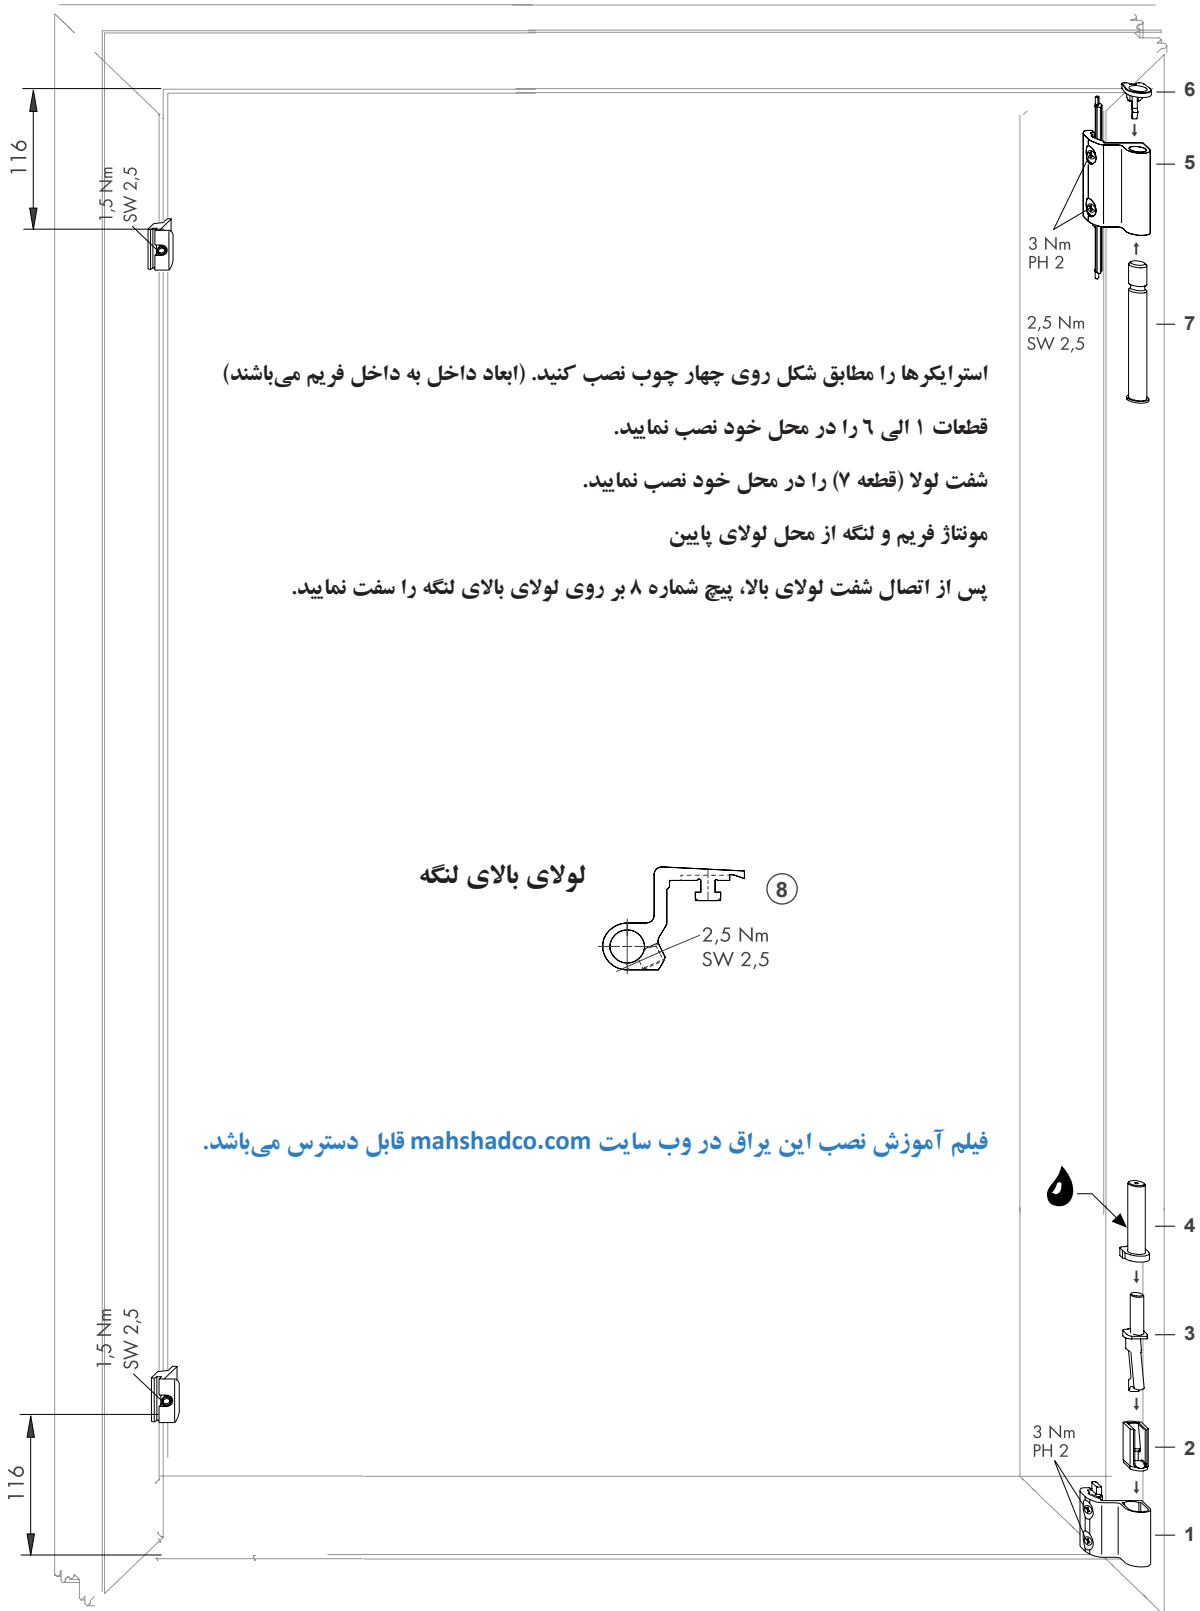 6
116
5
1,5 Nm
SW 2,5
3 Nm
PH 2
7
2,5 Nm
SW 2,5
استرایکرها را مطابق شکل روی چهار چوب نصب کنید. (ابعاد داخل به داخل فریم می‌باشند)
قطعات ۱ الی ٦ را در محل خود نصب نمایید.
شفت لولا (قطعه ۷) را در محل خود نصب نمایید.
مونتاژ فریم و لنگه از محل لولای پایین
پس از اتصال شفت لولای بالا، پیچ شماره ۸ بر روی لولای بالای لنگه را سفت نمایید.
لولای بالای لنگه
8
2,5 Nm
SW 2,5
فیلم آموزش نصب این یراق در وب سایت mahshadco.com قابل دسترس می‌باشد.
4
1,5 Nm
SW 2,5
3
3 Nm
PH 2
2
116
1